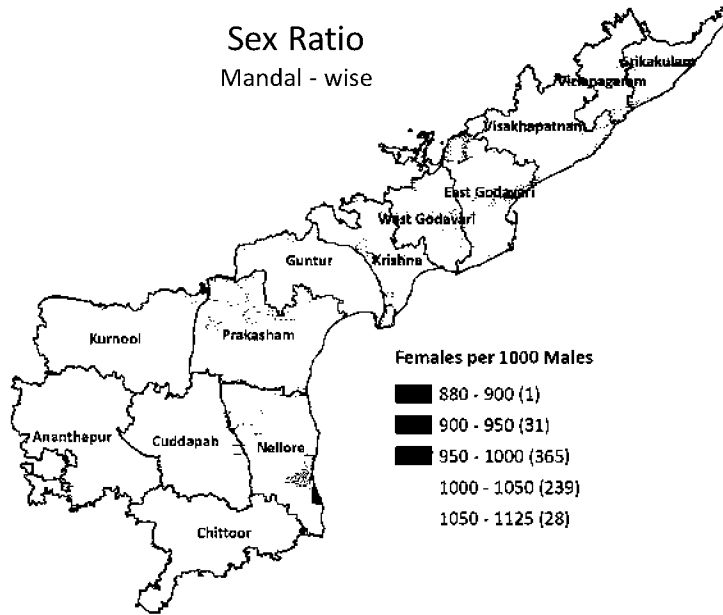 Sex Ratio
Mandal - wise
Srikakulam
Vizianagaram
Visakhapatnam
East Godavari
West Godavari
Krishna
Guntur
Prakasham
Kurnool
Ananthapur
Cuddapah
Nellore
Chittoor
Females per 1000 Males
880 - 900 (1)
900 - 950 (31)
950 - 1000 (365)
1000 - 1050 (239)
1050 - 1125 (28)